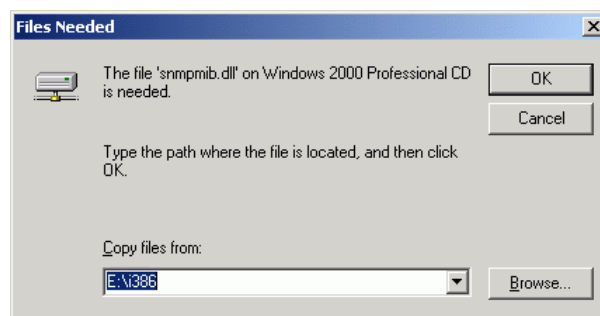 Files Needed
The file 'snmpmib.dll' on Windows 2000 Professional CD
is needed.
OK
Cancel
Type the path where the file is located, and then click
OK.
Copy files from:
E:\i386
Browse...